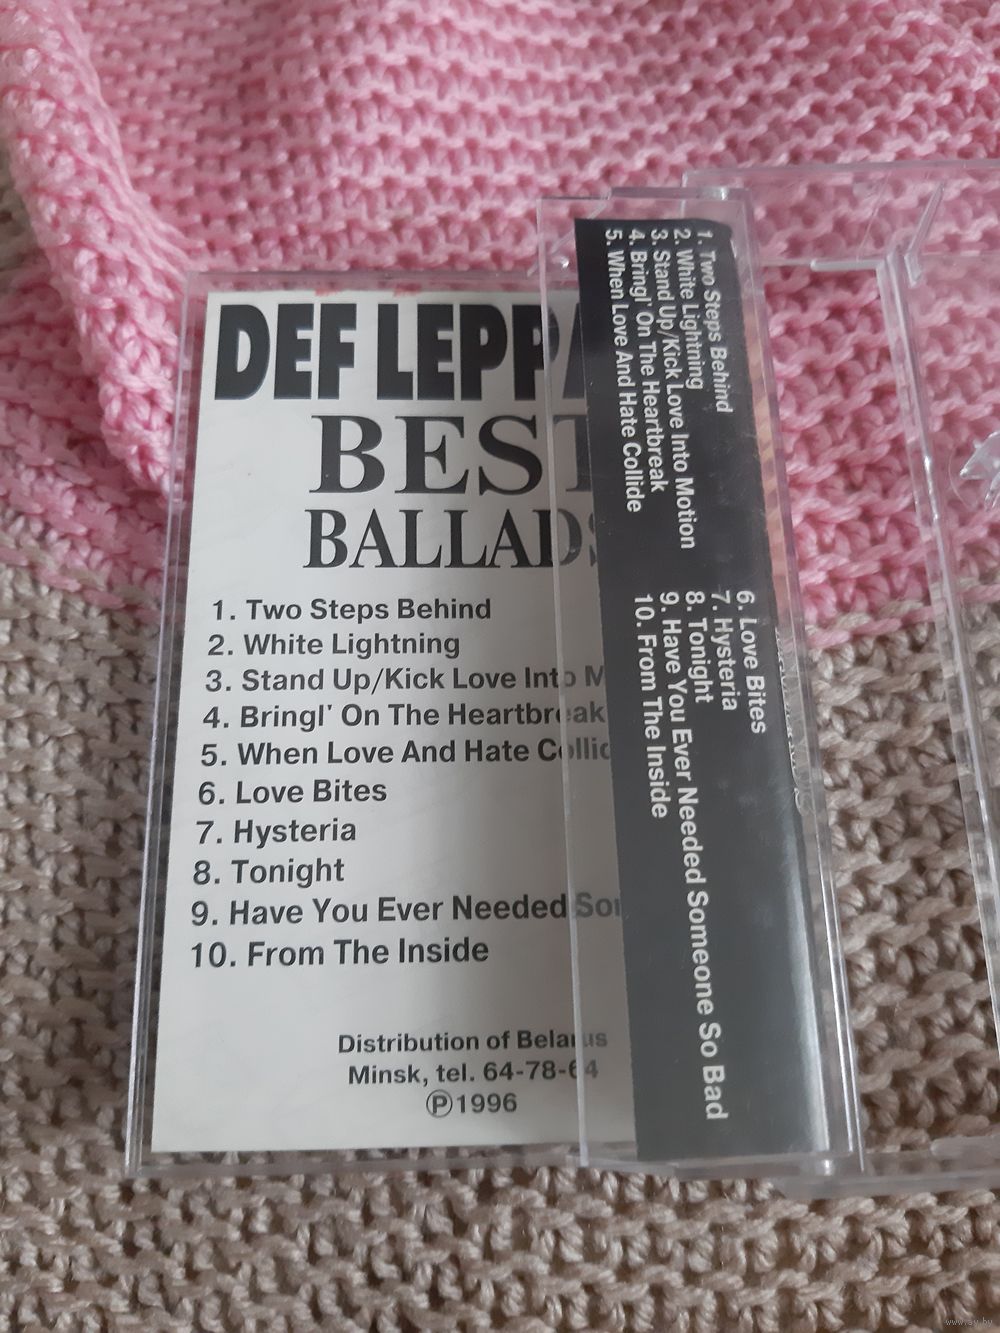 DEF LEPPA
BEST
BALLADS
1. Two Steps Behind
2. White Lightning
3. Stand Up/Kick Love Into M
4. Bringl' On The Heartbreak
5. When Love And Hate Collid
6. Love Bites
7. Hysteria
8. Tonight
9. Have You Ever Needed So
10. From The Inside
Distribution of Belarus
Minsk, tel. 64-78-64
Ⓟ1996
1. Two Steps Behind
2. White Lightning
3. Stand Up/Kick Love Into Motion
4. Bringl' On The Heartbreak
5. When Love And Hate Collide
6. Love Bites
7. Hysteria
8. Tonight
9. Have You Ever Needed Someone So Bad
10. From The Inside
www.ay.by